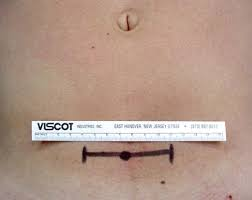 VISCOT INDUSTRIES, INC. EAST HANOVER, NEW JERSEY 07936